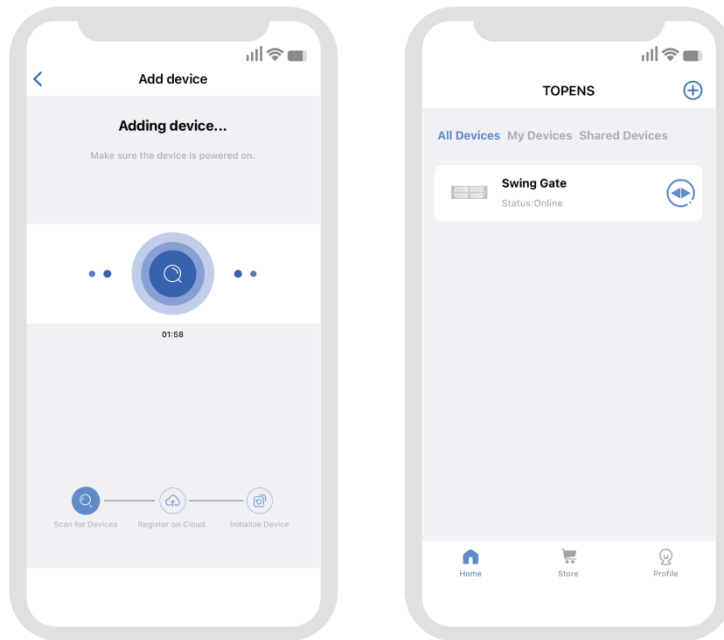 Add device
Adding device...
Make sure the device is powered on.
01:58
Scan for Devices Register on Cloud. Initialize Device
TOPENS
All Devices My Devices Shared Devices
Swing Gate
Status:Online
Home Store Profile